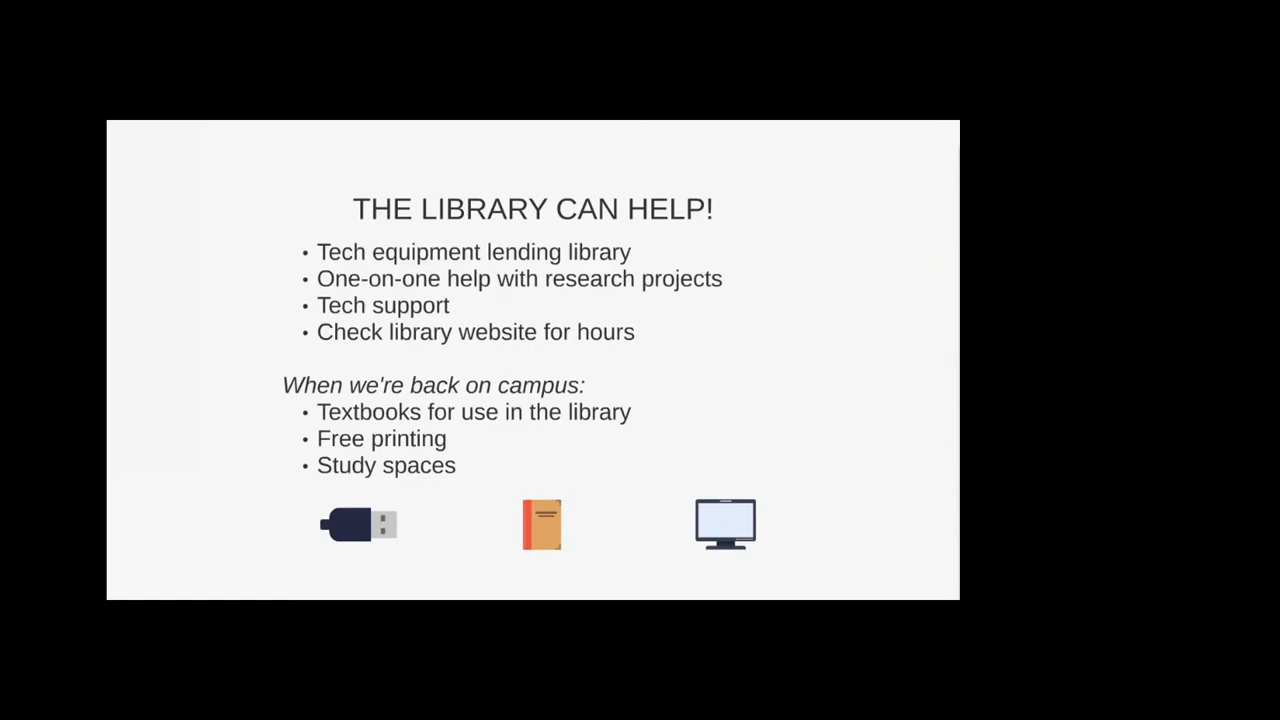 THE LIBRARY CAN HELP!
• Tech equipment lending library
• One-on-one help with research projects
• Tech support
• Check library website for hours
When we're back on campus:
• Textbooks for use in the library
• Free printing
• Study spaces